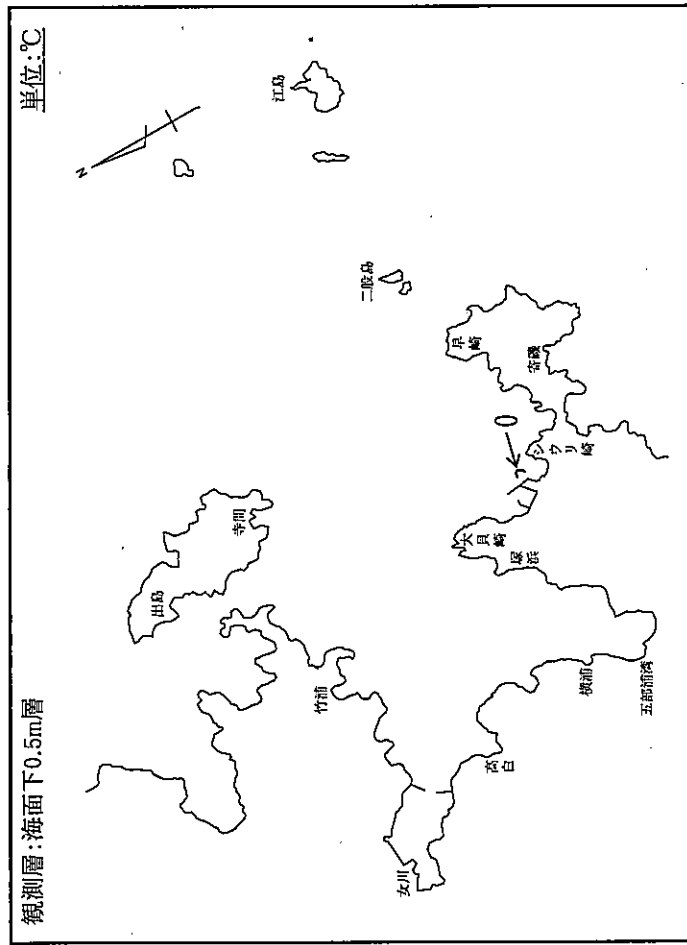 観測層:海面下0.5m層
単位:℃
N
江島
二股島
出島
寺間
早崎
寄磯
0
シウリ崎
大貝崎
塚浜
竹浦
横浦
五部浦湾
高白
女川